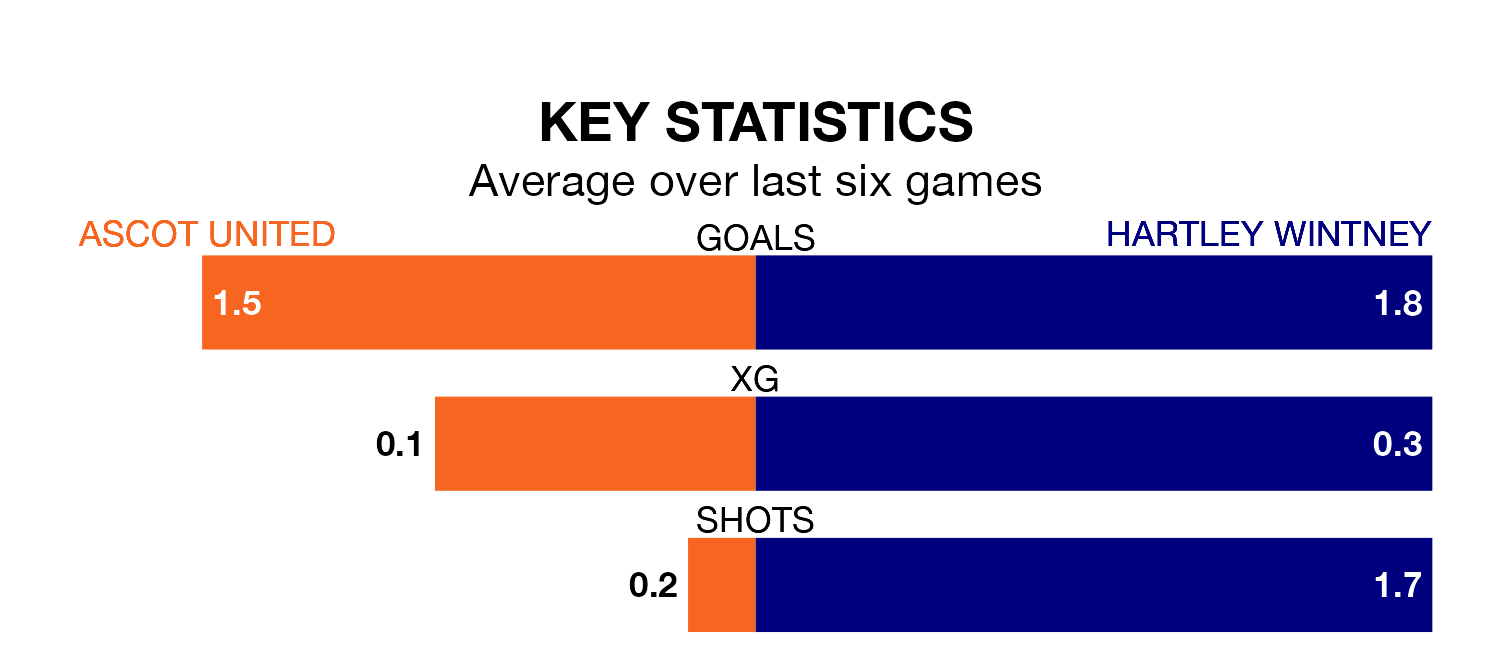 KEY STATISTICS
Average over last six games
ASCOT UNITED GOALS HARTLEY WINTNEY
1.5 1.8
XG
0.1 0.3
SHOTS
0.2 1.7